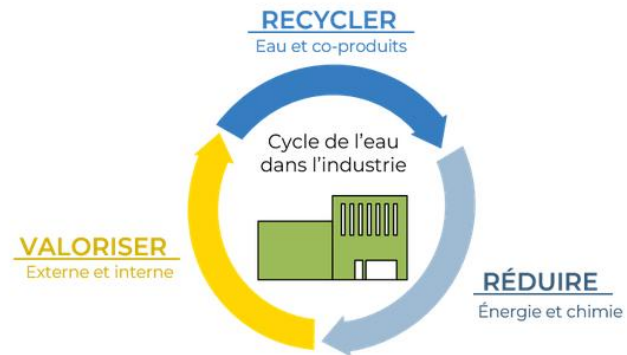 RECYCLER
Eau et co-produits
Cycle de l'eau
dans l'industrie
VALORISER
Externe et interne
RÉDUIRE
Énergie et chimie